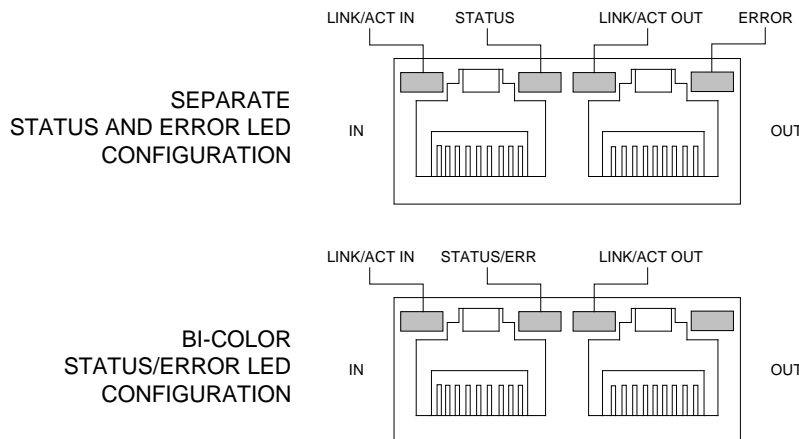 LINK/ACT IN STATUS LINK/ACT OUT ERROR
SEPARATE
STATUS AND ERROR LED
CONFIGURATION
IN
OUT
LINK/ACT IN STATUS/ERR LINK/ACT OUT
BI-COLOR
STATUS/ERROR LED
CONFIGURATION
IN
OUT